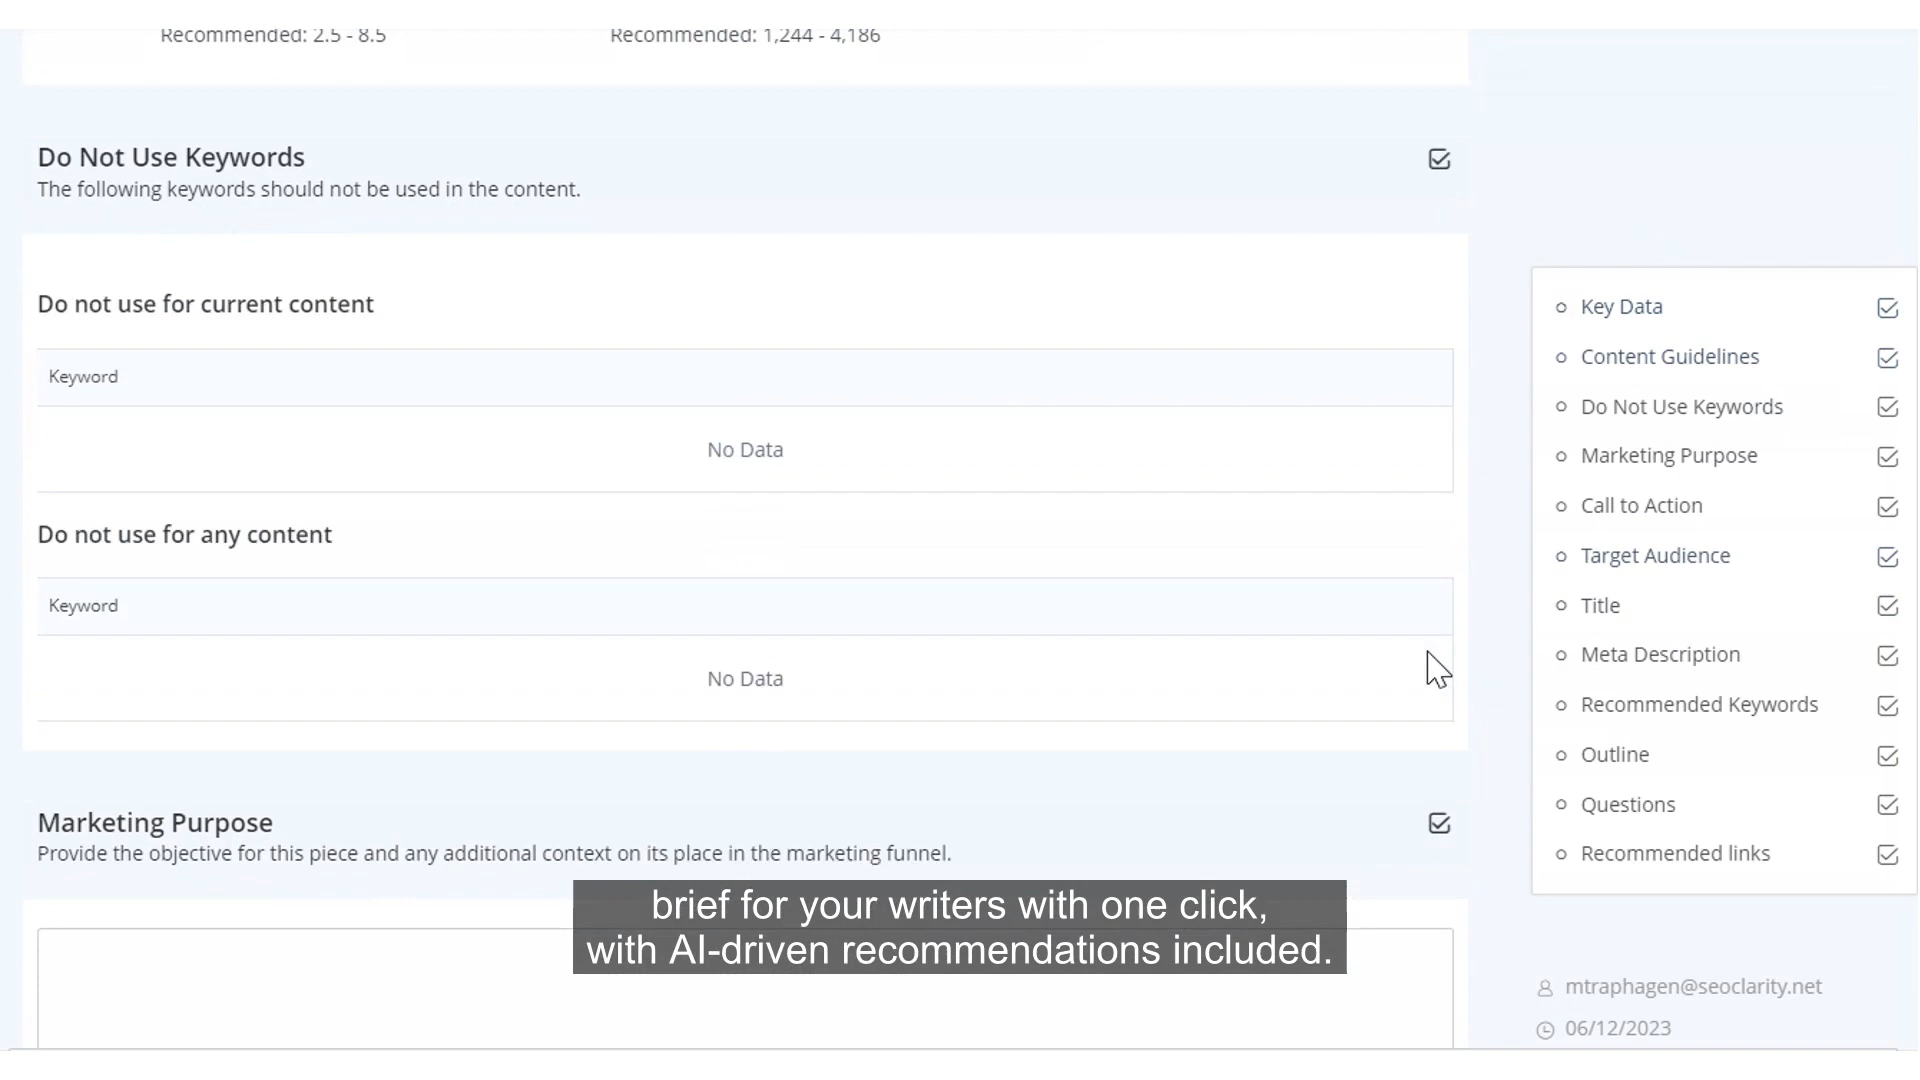 Recommended: 2.5 - 8.5
Recommended: 1,244 - 4,186
Do Not Use Keywords
The following keywords should not be used in the content.
Do not use for current content
Keyword
No Data
Do not use for any content
Keyword
No Data
Marketing Purpose
Provide the objective for this piece and any additional context on its place in the marketing funnel.
brief for your writers with one click,
with AI-driven recommendations included.
Key Data
Content Guidelines
Do Not Use Keywords
Marketing Purpose
Call to Action
Target Audience
Title
Meta Description
Recommended Keywords
Outline
Questions
Recommended links
mtraphagen@seoclarity.net
06/12/2023